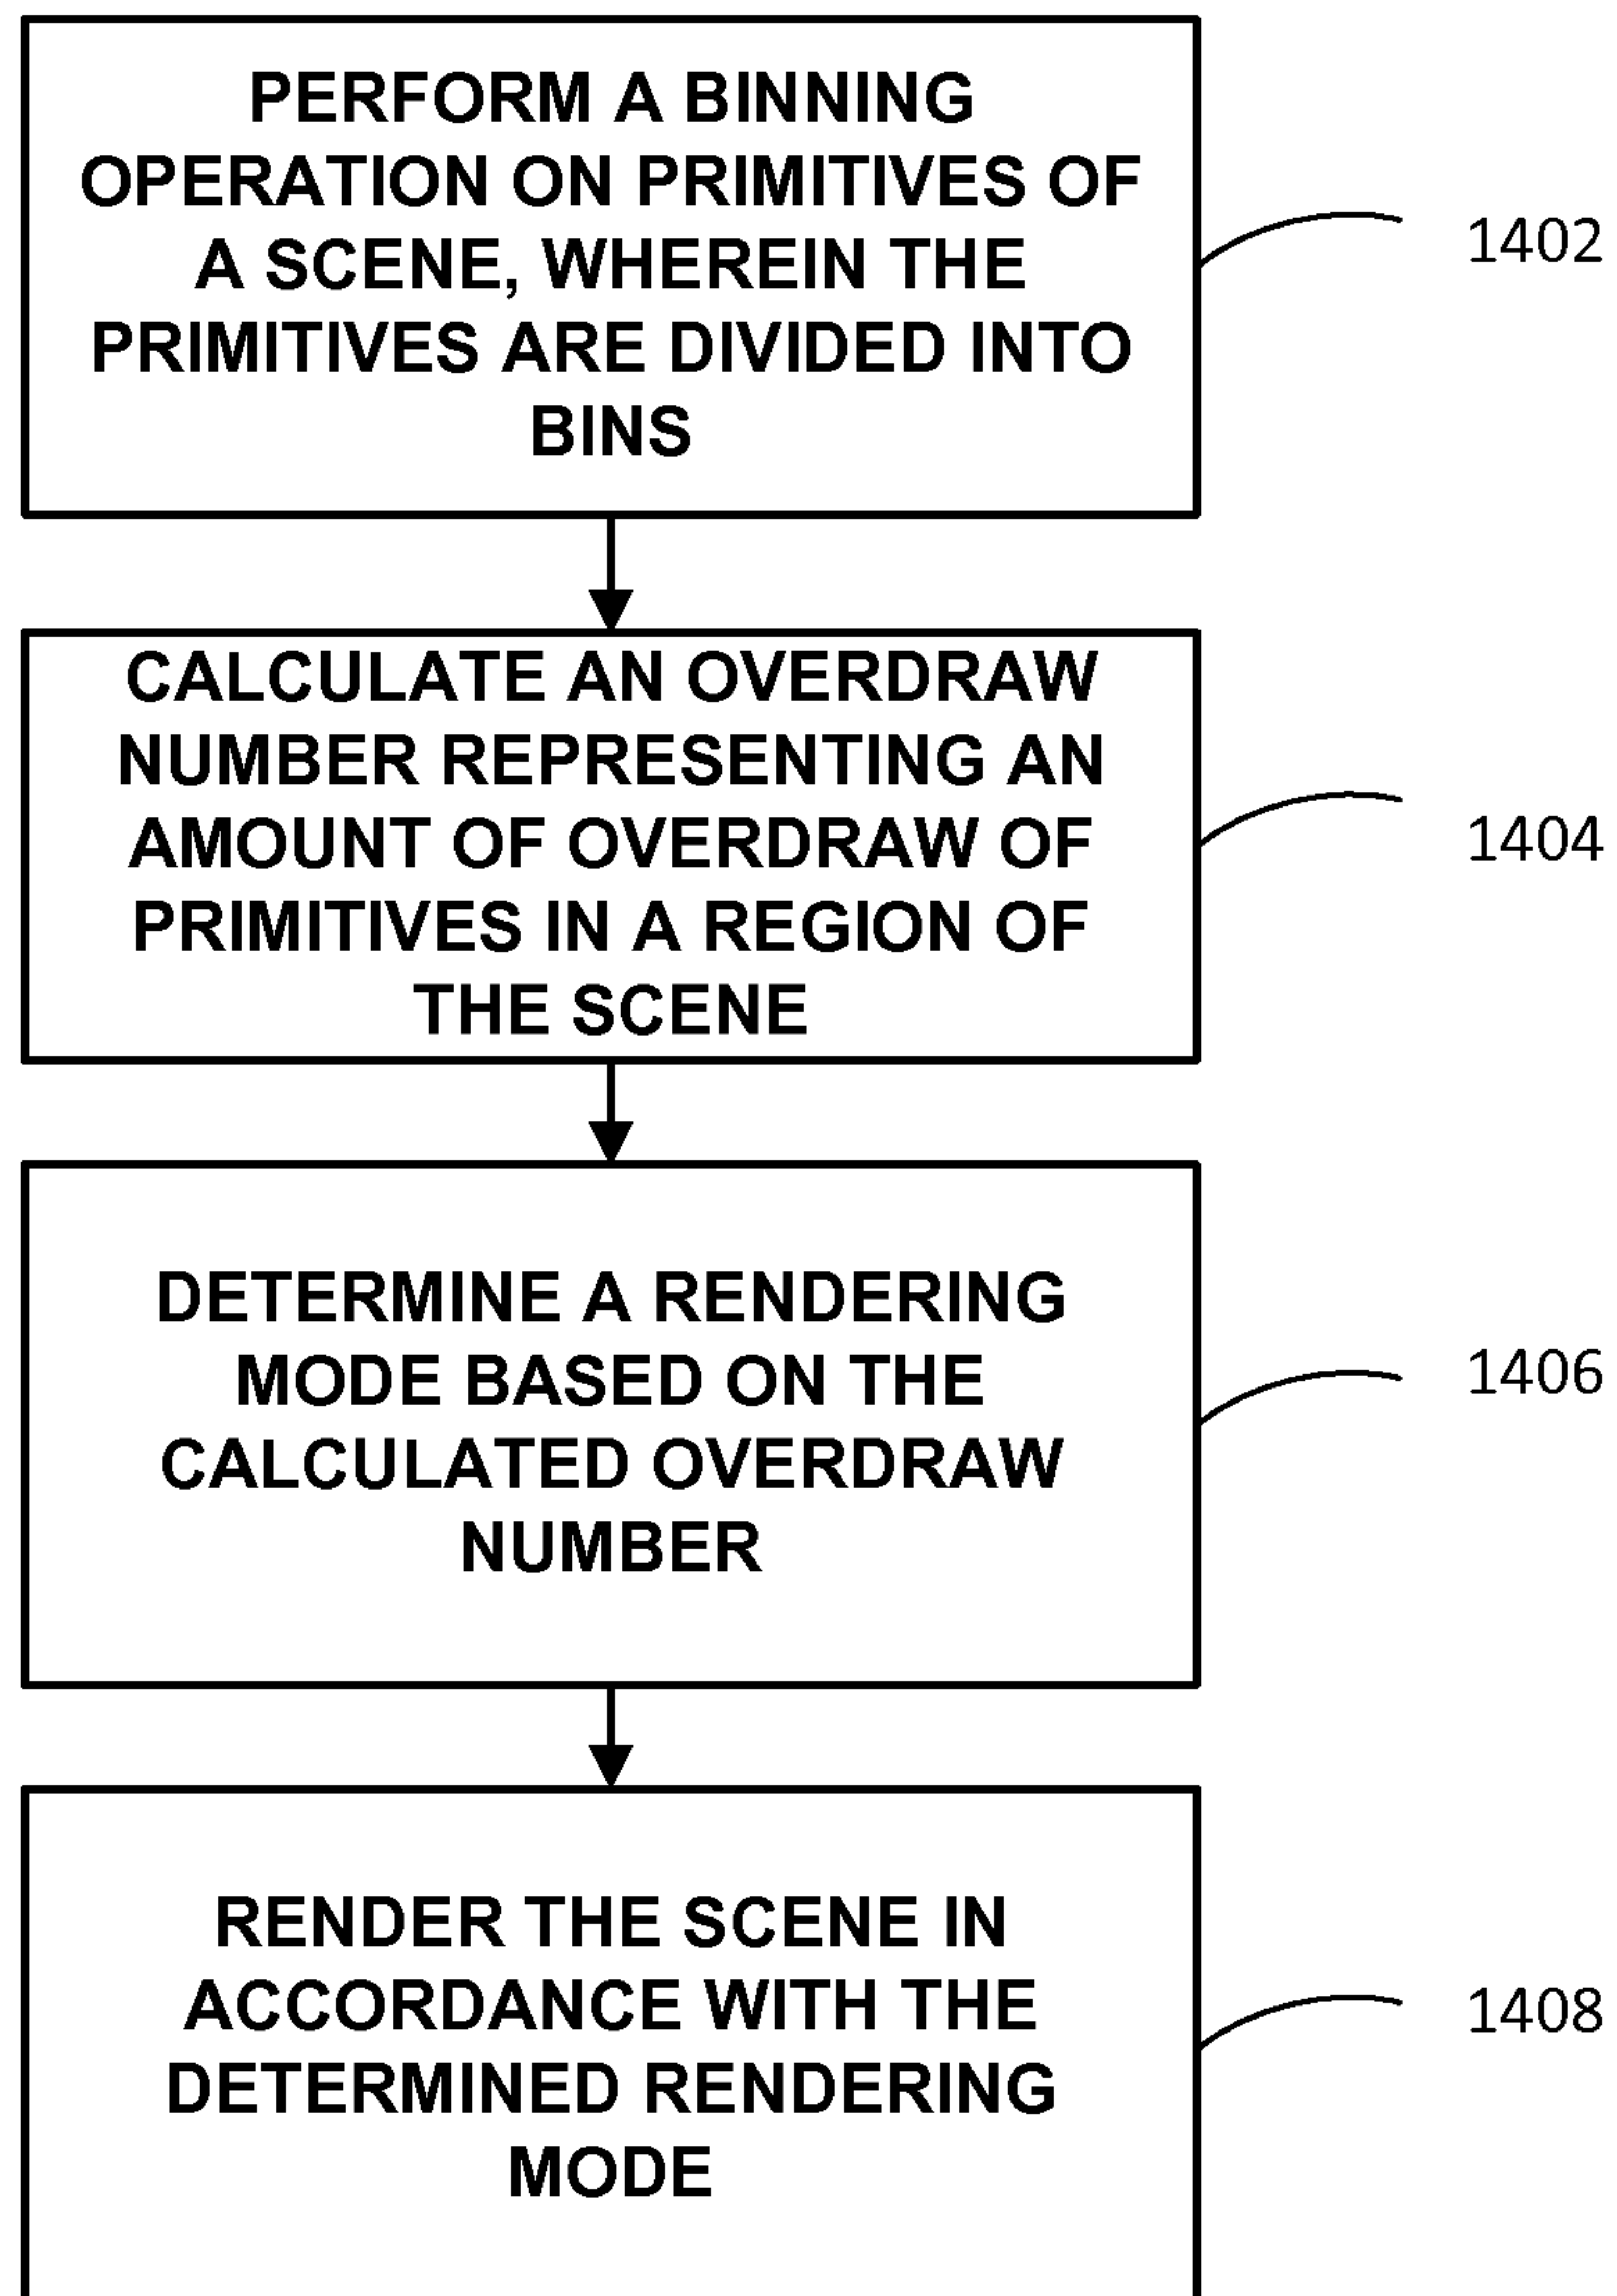 PERFORM A BINNING
OPERATION ON PRIMITIVES OF
A SCENE, WHEREIN THE
PRIMITIVES ARE DIVIDED INTO
BINS
1402
CALCULATE AN OVERDRAW
NUMBER REPRESENTING AN
AMOUNT OF OVERDRAW OF
PRIMITIVES IN A REGION OF
THE SCENE
1404
DETERMINE A RENDERING
MODE BASED ON THE
CALCULATED OVERDRAW
NUMBER
1406
RENDER THE SCENE IN
ACCORDANCE WITH THE
DETERMINED RENDERING
MODE
1408